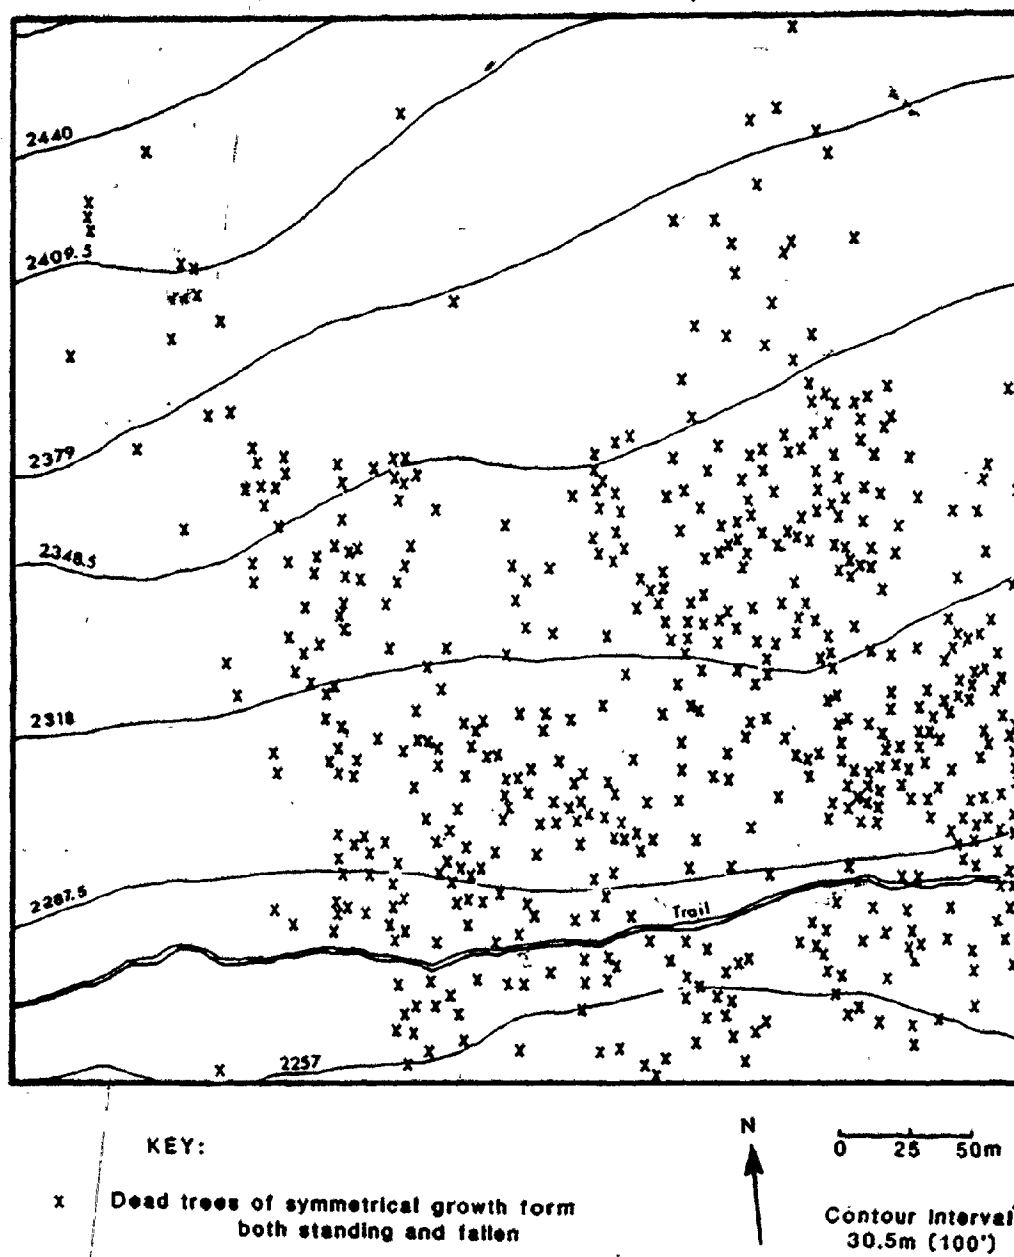 2440
2409.5
2379
2348.5
2318
2287.5
Trail
2257
KEY:
x Dead trees of symmetrical growth form
both standing and fallen
N
0 25 50m
Contour Interval
30.5m (100')